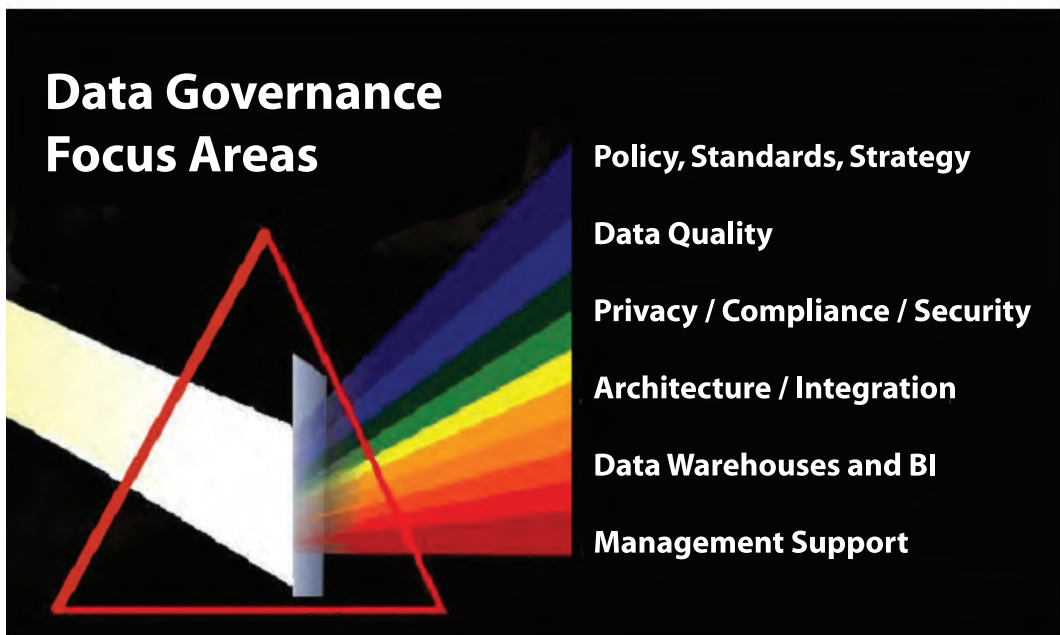 Data Governance
Focus Areas
Policy, Standards, Strategy
Data Quality
Privacy / Compliance / Security
Architecture / Integration
Data Warehouses and BI
Management Support